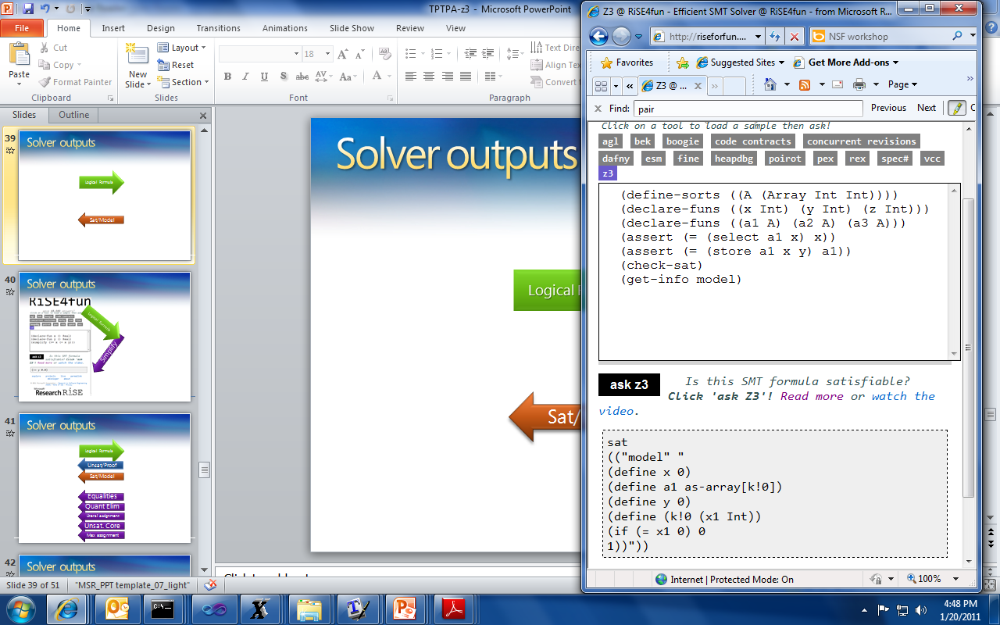 TPTPA-z3 - Microsoft PowerPoint
File Home Insert Design Transitions Animations Slide Show Review View
Paste
Cut
Copy
Format Painter
Clipboard
New
Slide
Layout
Reset
Section
Slides
18
B I U S abc AV Aa A
Font
Text Dire
Align Tex
Convert
Paragraph
Slides Outline
39
Solver outputs
Logical Formula
Sat/Model
40
Solver outputs
RiSE4fun
Logical Formula
Simplify
ask z3
Is this SMT formula
Research RiSE
41
Solver outputs
Logical Formula
Unsat/Proof
Sat/Model
Equalities
Quant Elim
Literal assignment
Unsat. Core
Max assignment
42
Solver outputs
Solver outputs
Logical
Sat/
Slide 39 of 51 "MSR_PPT template_07_light"
Z3 @ RiSE4fun - Efficient SMT Solver @ RiSE4fun - from Microsoft R...
http://riseforfun.... NSF workshop
Favorites Suggested Sites Get More Add-ons
Z3 @ ... Page
Find: pair Previous Next
Click on a tool to load a sample then ask!
agl bek boogie code contracts concurrent revisions
dafny esm fine heapdbg poirot pex rex spec# vcc
z3
(define-sorts ((A (Array Int Int))))
(declare-funs ((x Int) (y Int) (z Int)))
(declare-funs ((a1 A) (a2 A) (a3 A)))
(assert (= (select a1 x) x))
(assert (= (store a1 x y) a1))
(check-sat)
(get-info model)
ask z3 Is this SMT formula satisfiable?
Click 'ask Z3'! Read more or watch the
video.
sat
(("model" "
(define x 0)
(define a1 as-array[k!0])
(define y 0)
(define (k!0 (x1 Int))
(if (= x1 0) 0
1))"))
Internet | Protected Mode: On 100%
4:48 PM
1/20/2011